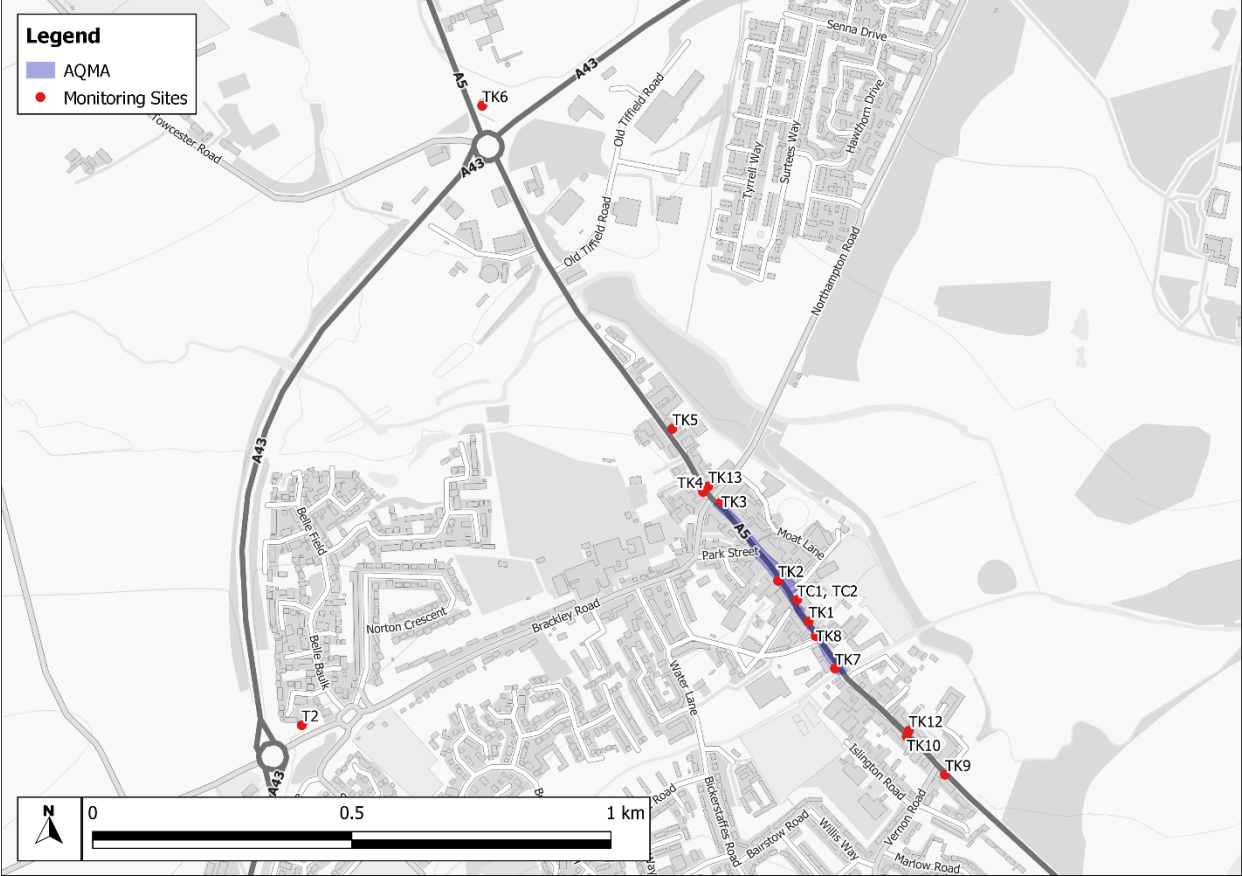 Legend
AQMA
Monitoring Sites
Senna Drive
A5
A43
TK6
Old Tiffield Road
Hawthorn Drive
Towcester Road
Surtees Way
Tyrrell Way
A43
Old Tiffield Road
Northampton Road
TK5
A43
TK13
TK4
TK3
Belle Field
A5
Moat Lane
Park Street
TK2
TC1, TC2
Brackley Road
Norton Crescent
TK1
TK8
TK7
Belle Baulk
Water Lane
T2
TK12
TK10
Islington Road
TK9
A43
Road
Bickerstaffes Road
Vernon Road
Bairstow Road
Willis Way
Marlow Road
Way
N
0 0.5 1 km